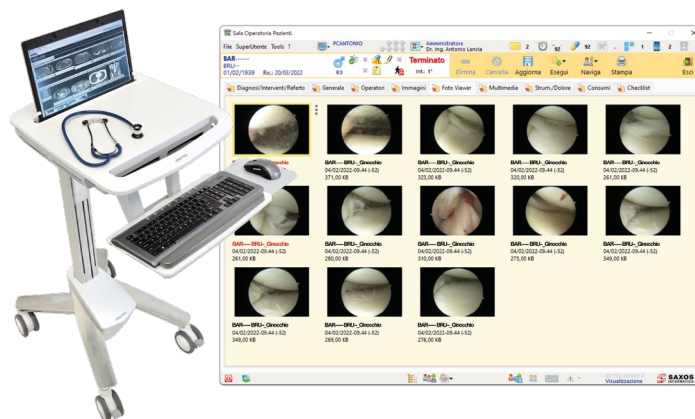 Sala Operatoria Pazienti.
File SuperUtente Tools ?
PCANTONIO
Amministratore
Dr. Ing. Antonio Lancia
2
92
92
1
2
BAR-----
BRU--
01/02/1939 Ric.: 20/03/2022
R3
Terminato
Int.: 1°
Elimina Cancella Aggiorna Esegui Naviga Stampa Esci
Diagnosi/Interventi/Referto Generale Operatori Immagini Foto Viewer Multimedia Strum./Dolore Consumi Checklist
BAR-----BRU--_Ginocchio BAR-----BRU--_Ginocchio BAR-----BRU--_Ginocchio BAR-----BRU--_Ginocchio
04/02/2022-09.44 (-52) 04/02/2022-09.44 (-52) 04/02/2022-09.44 (-52) 04/02/2022-09.44 (-52)
371,00 KB 323,00 KB 320,00 KB 261,00 KB
BAR-----BRU--_Ginocchio BAR-----BRU--_Ginocchio BAR-----BRU--_Ginocchio BAR-----BRU--_Ginocchio BAR-----BRU--_Ginocchio
04/02/2022-09.44 (-52) 04/02/2022-09.44 (-52) 04/02/2022-09.44 (-52) 04/02/2022-09.44 (-52) 04/02/2022-09.44 (-52)
261,00 KB 280,00 KB 310,00 KB 275,00 KB 349,00 KB
BAR-----BRU--_Ginocchio BAR-----BRU--_Ginocchio BAR-----BRU--_Ginocchio
04/02/2022-09.44 (-52) 04/02/2022-09.44 (-52) 04/02/2022-09.44 (-52)
349,00 KB 269,00 KB 276,00 KB
Visualizzazione
SAXOS
INFORMATICA